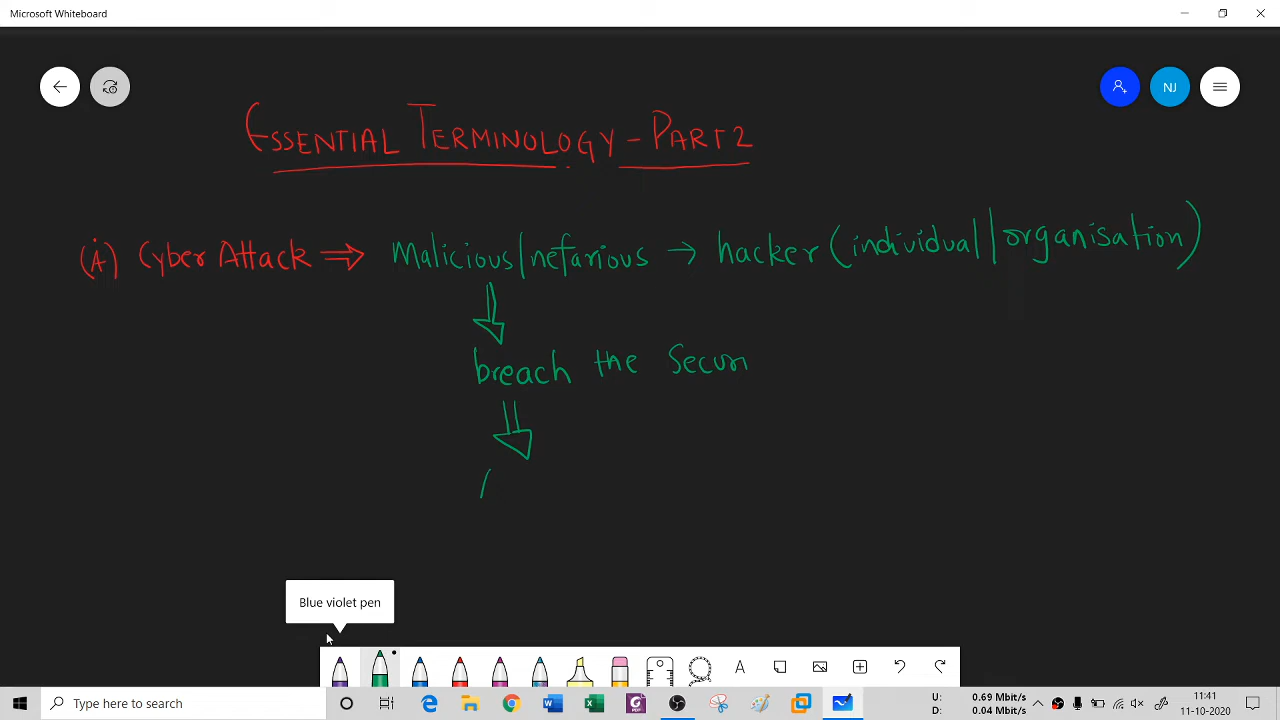 Microsoft Whiteboard
NJ
ESSENTIAL TERMINOLOGY - PART 2
(A) Cyber Attack ⇒ Malicious/nefarious → hacker (individual/organisation)
breach the Securi
(
Blue violet pen
A
Type here to search
U: 0.69 Mbit/s
D: 0.04 Mbit/s
11:41
11-10-2020